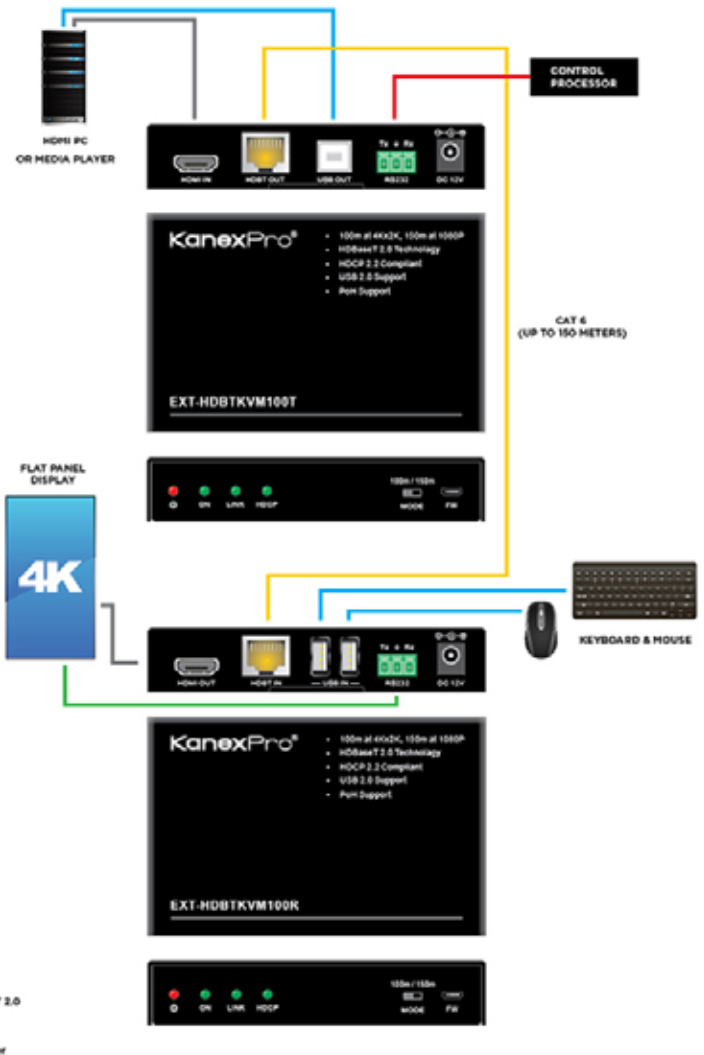 HDMI PC
OR MEDIA PLAYER
CONTROL
PROCESSOR
Tx Rx
HDMI IN HDBT OUT USB OUT RS232 DC 12V
KanexPro®
• 100m at 4Kx2K, 150m at 1080P
• HDBaseT 2.0 Technology
• HDCP 2.2 Compliant
• USB 2.0 Support
• PoH Support
EXT-HDBTKVM100T
CAT 6
(UP TO 150 METERS)
100m / 150m
ON LINK HDCP MODE FW
FLAT PANEL
DISPLAY
4K
KEYBOARD & MOUSE
Tx Rx
HDMI OUT HDBT IN — USB IN — RS232 DC 12V
KanexPro®
• 100m at 4Kx2K, 150m at 1080P
• HDBaseT 2.0 Technology
• HDCP 2.2 Compliant
• USB 2.0 Support
• PoH Support
EXT-HDBTKVM100R
100m / 150m
ON LINK HDCP MODE FW
2.0